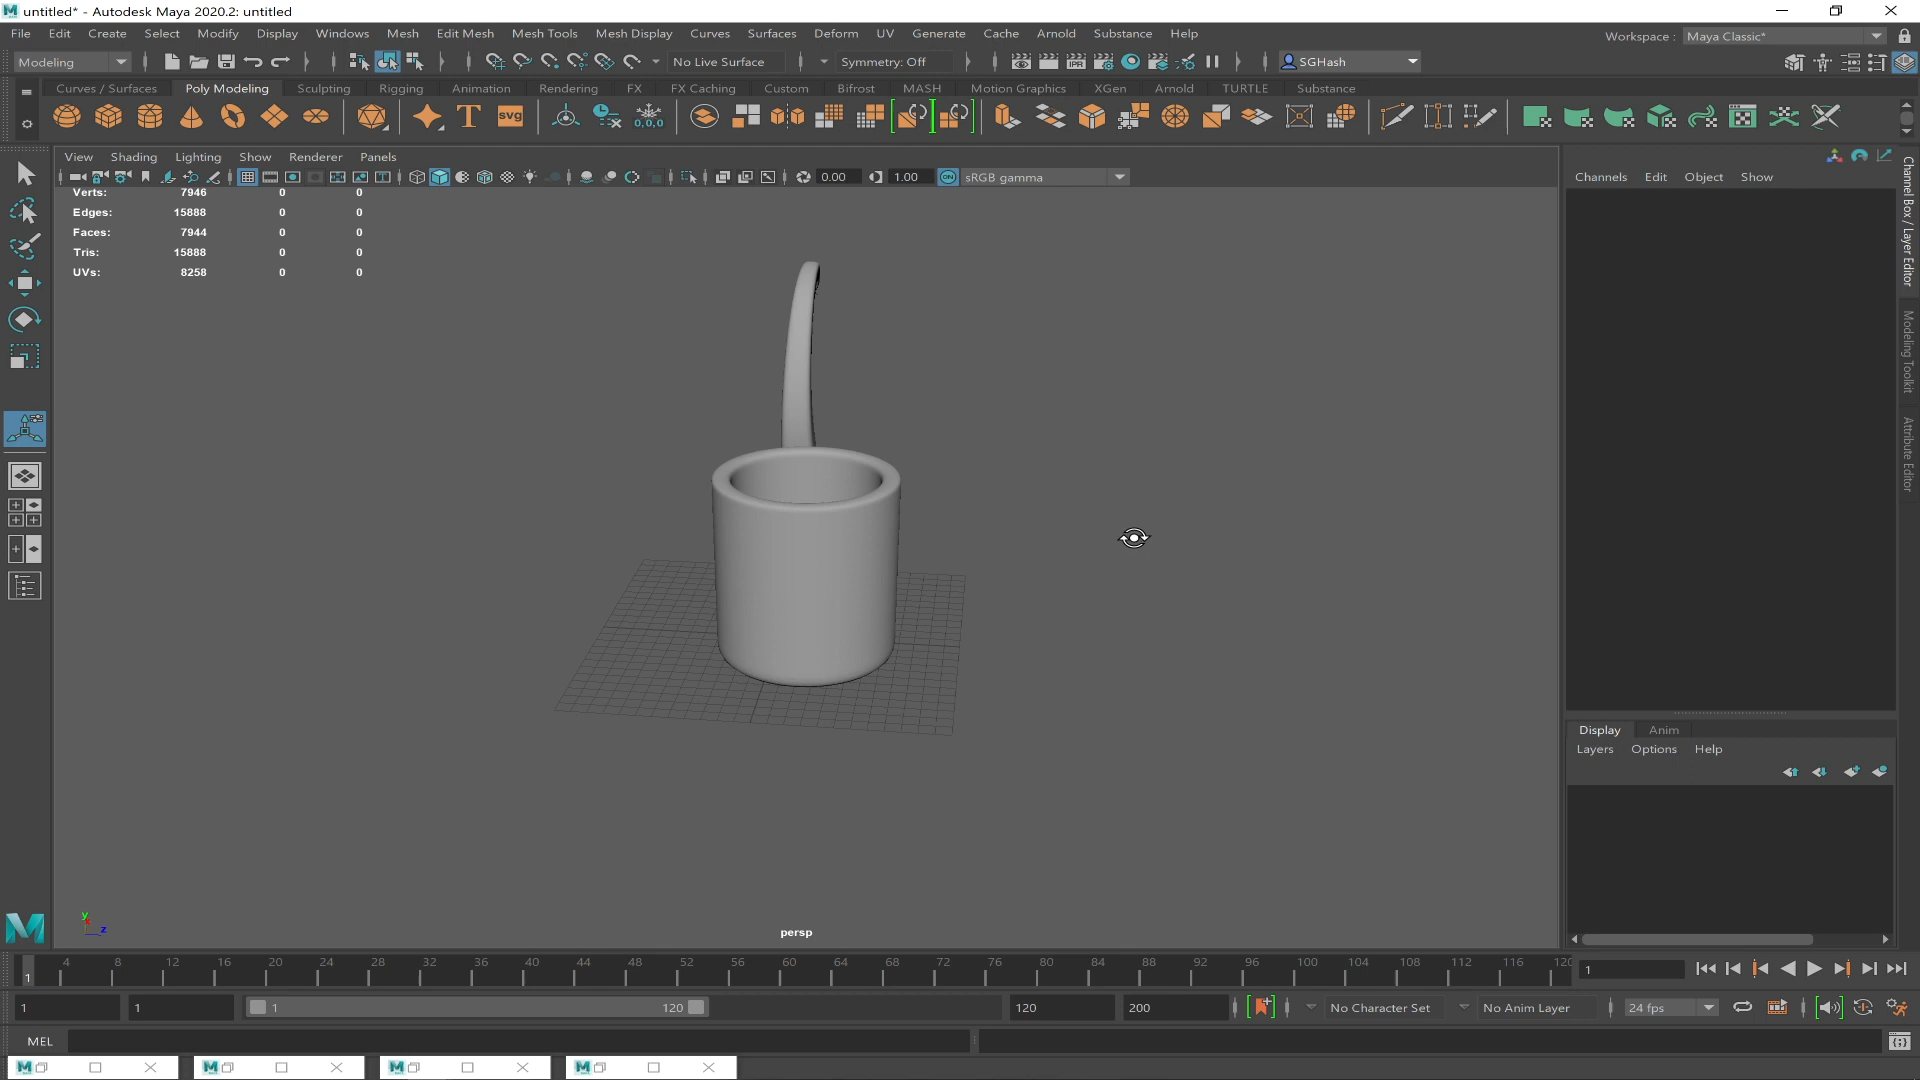 untitled* - Autodesk Maya 2020.2: untitled
File Edit Create Select Modify Display Windows Mesh Edit Mesh Mesh Tools Mesh Display Curves Surfaces Deform UV Generate Cache Arnold Substance Help
Workspace : Maya Classic*
Modeling No Live Surface Symmetry: Off IPR SGHash
Curves / Surfaces Poly Modeling Sculpting Rigging Animation Rendering FX FX Caching Custom Bifrost MASH Motion Graphics XGen Arnold TURTLE Substance
T svg 0,0,0
View Shading Lighting Show Renderer Panels
0.00 1.00 ON sRGB gamma
Channels Edit Object Show
Verts: 7946 0 0
Edges: 15888 0 0
Faces: 7944 0 0
Tris: 15888 0 0
UVs: 8258 0 0
Channel Box / Layer Editor
Modeling Toolkit
Attribute Editor
Display Anim
Layers Options Help
y
z
persp
4 8 12 16 20 24 28 32 36 40 44 48 52 56 60 64 68 72 76 80 84 88 92 96 100 104 108 112 116 120
1
1
1 1 1 120 120 200 No Character Set No Anim Layer 24 fps
MEL